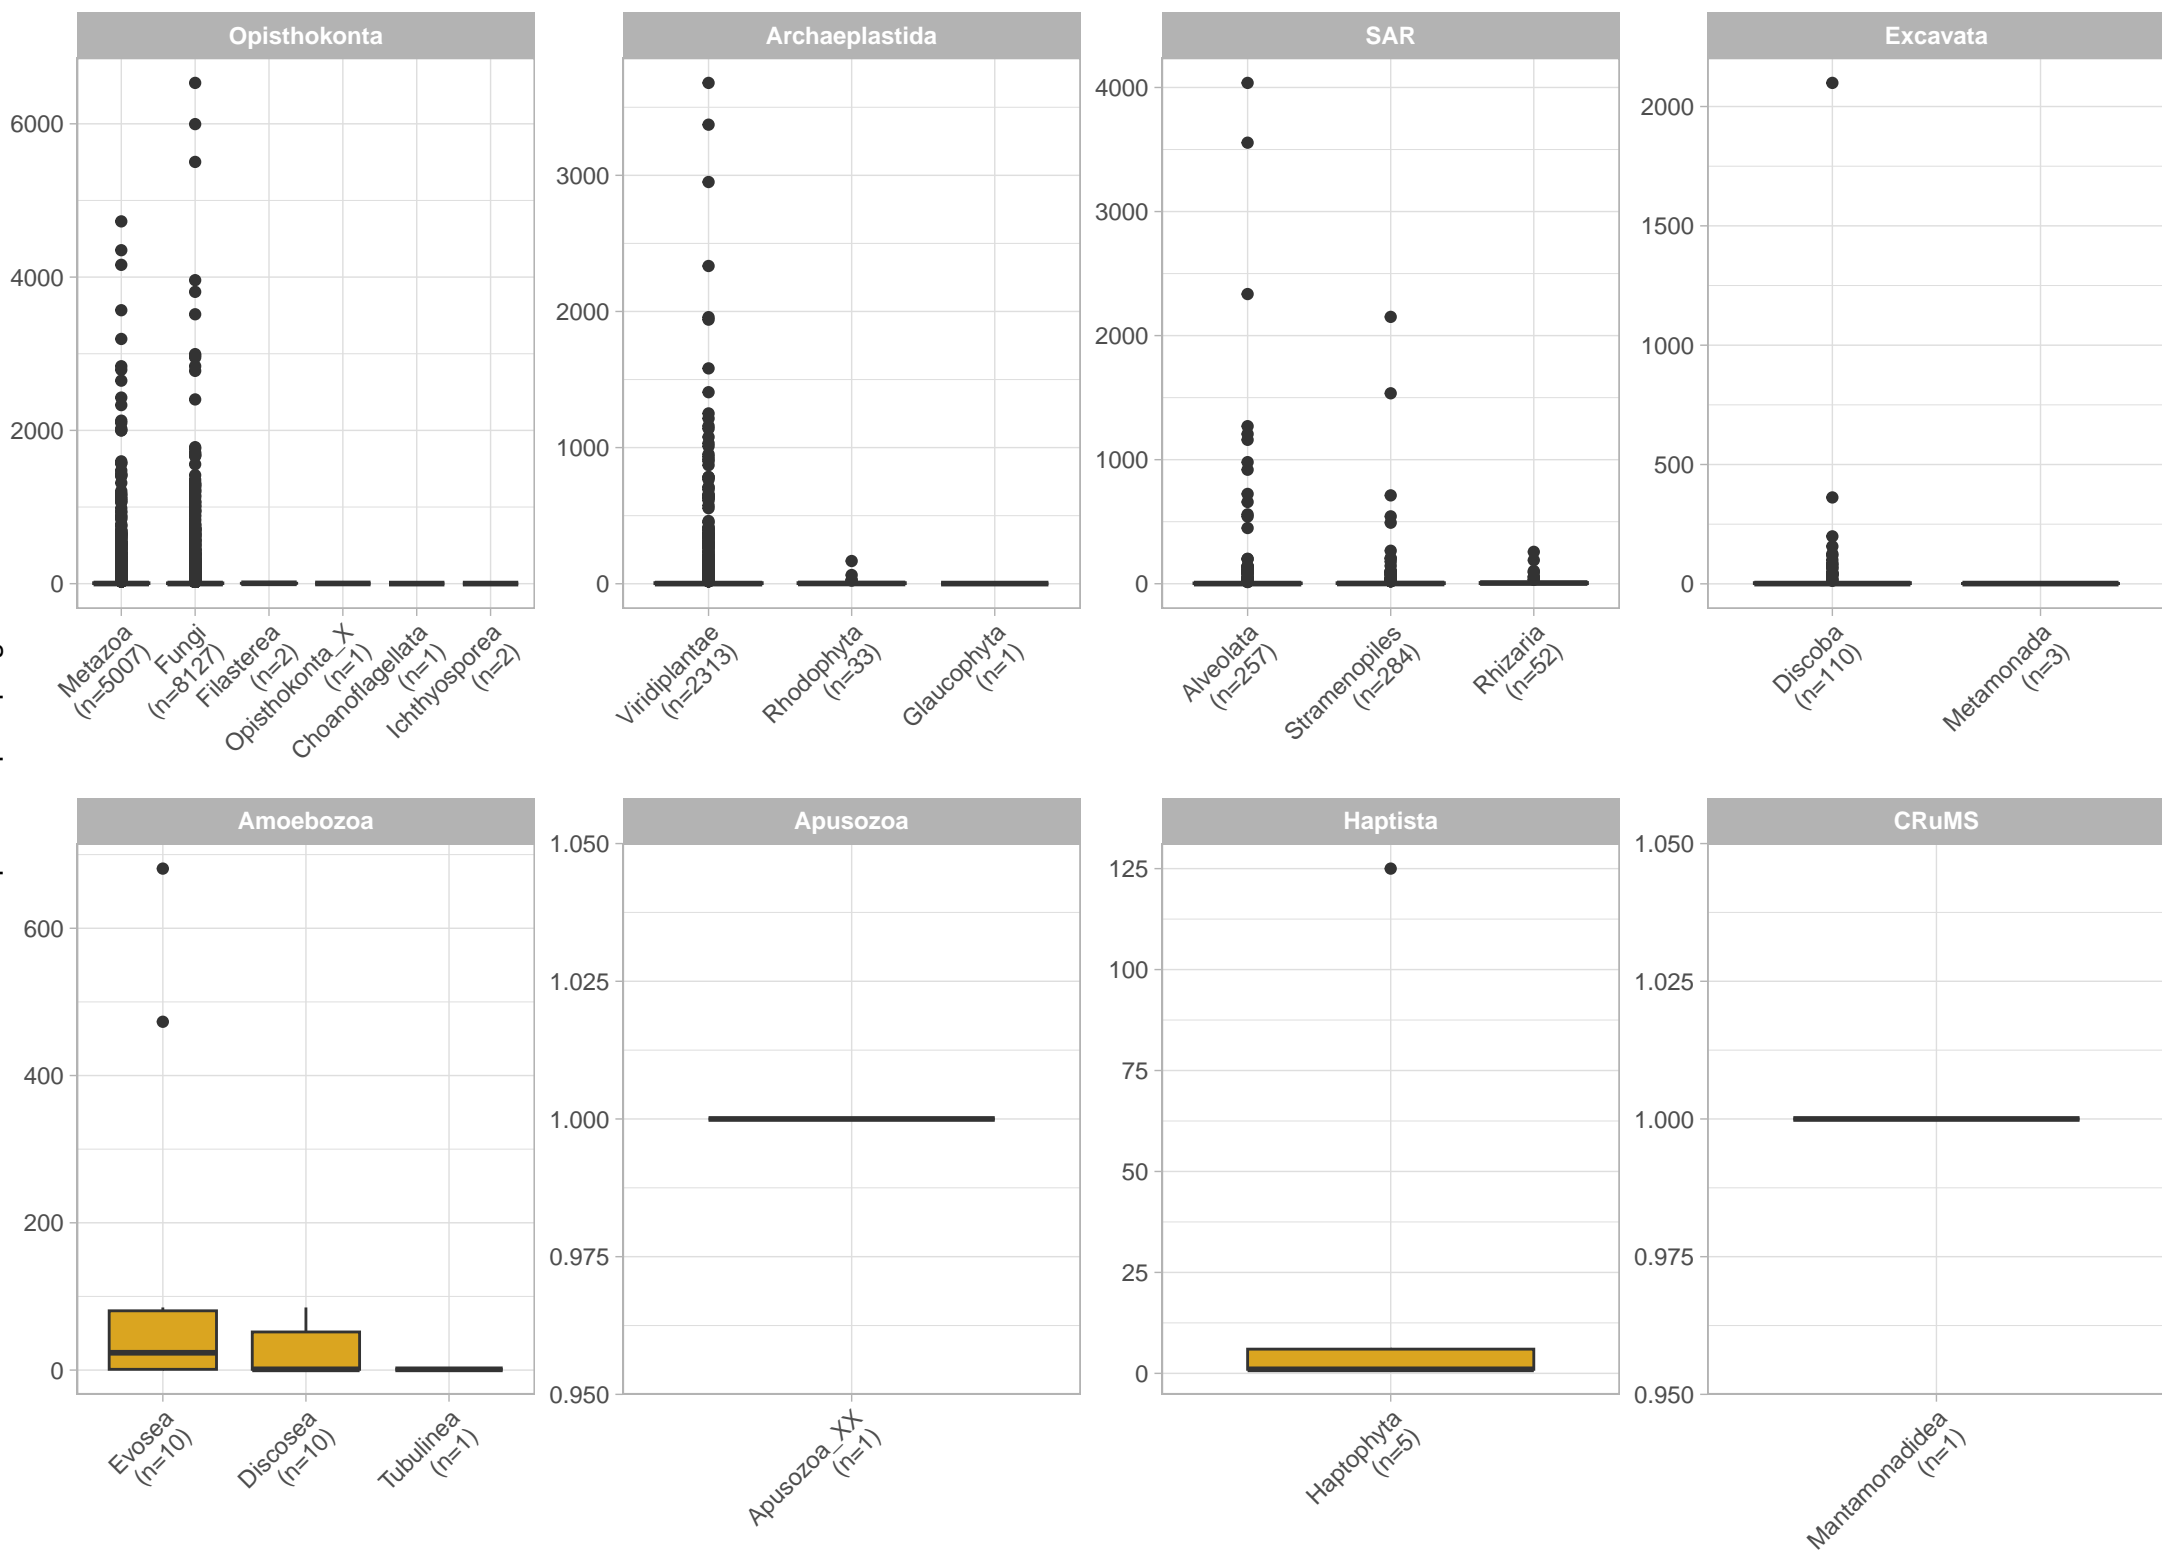 Opisthokonta
6000
4000
2000
0
Metazoa
(n=5007)
Fungi
(n=8127)
Filasterea
(n=2)
Opisthokonta_X
(n=1)
Choanoflagellata
(n=1)
Ichthyosporea
(n=2)
Archaeplastida
3000
2000
1000
0
Viridiplantae
(n=2313)
Rhodophyta
(n=33)
Glaucophyta
(n=1)
SAR
4000
3000
2000
1000
0
Alveolata
(n=257)
Stramenopiles
(n=284)
Rhizaria
(n=52)
Excavata
2000
1500
1000
500
0
Discoba
(n=110)
Metamonada
(n=3)
Amoebozoa
600
400
200
0
Evosea
(n=10)
Discosea
(n=10)
Tubulinea
(n=1)
Apusozoa
1.050
1.025
1.000
0.975
0.950
Apusozoa_XX
(n=1)
Haptista
125
100
75
50
25
0
Haptophyta
(n=5)
CRuMS
1.050
1.025
1.000
0.975
0.950
Mantamonadidea
(n=1)